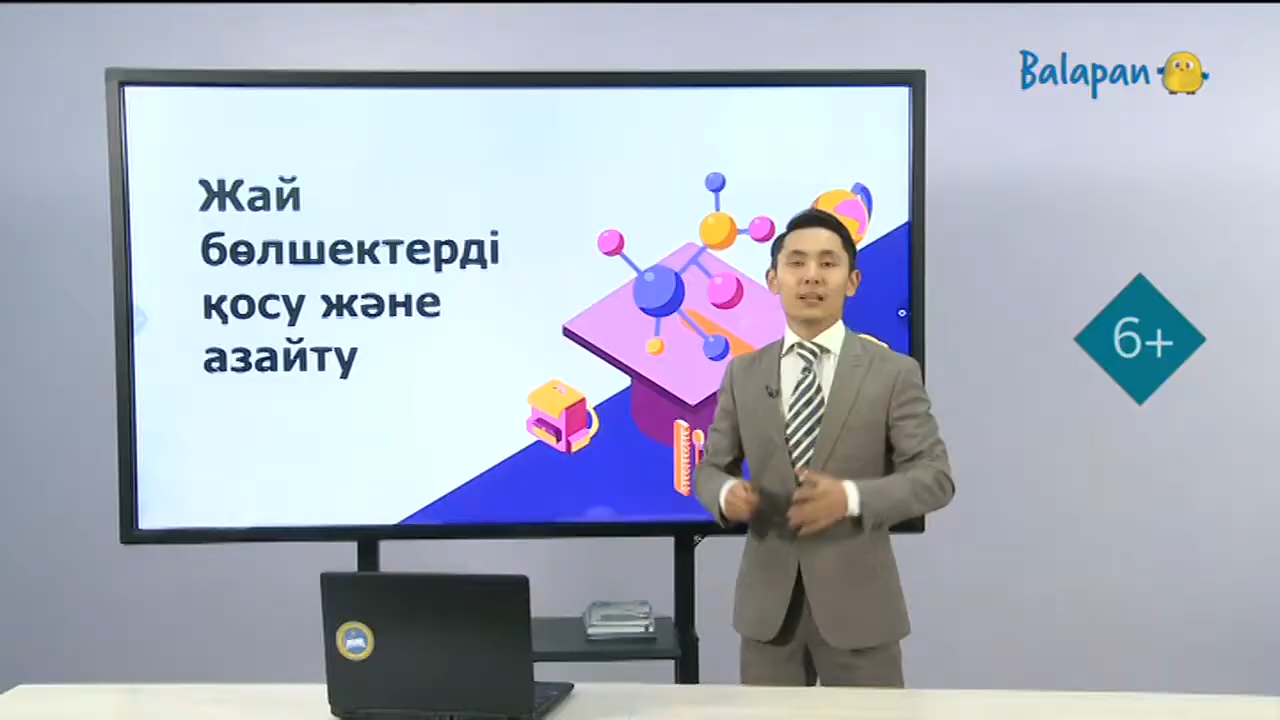 Balapan
Жай
бөлшектерді
қосу және
азайту
6+